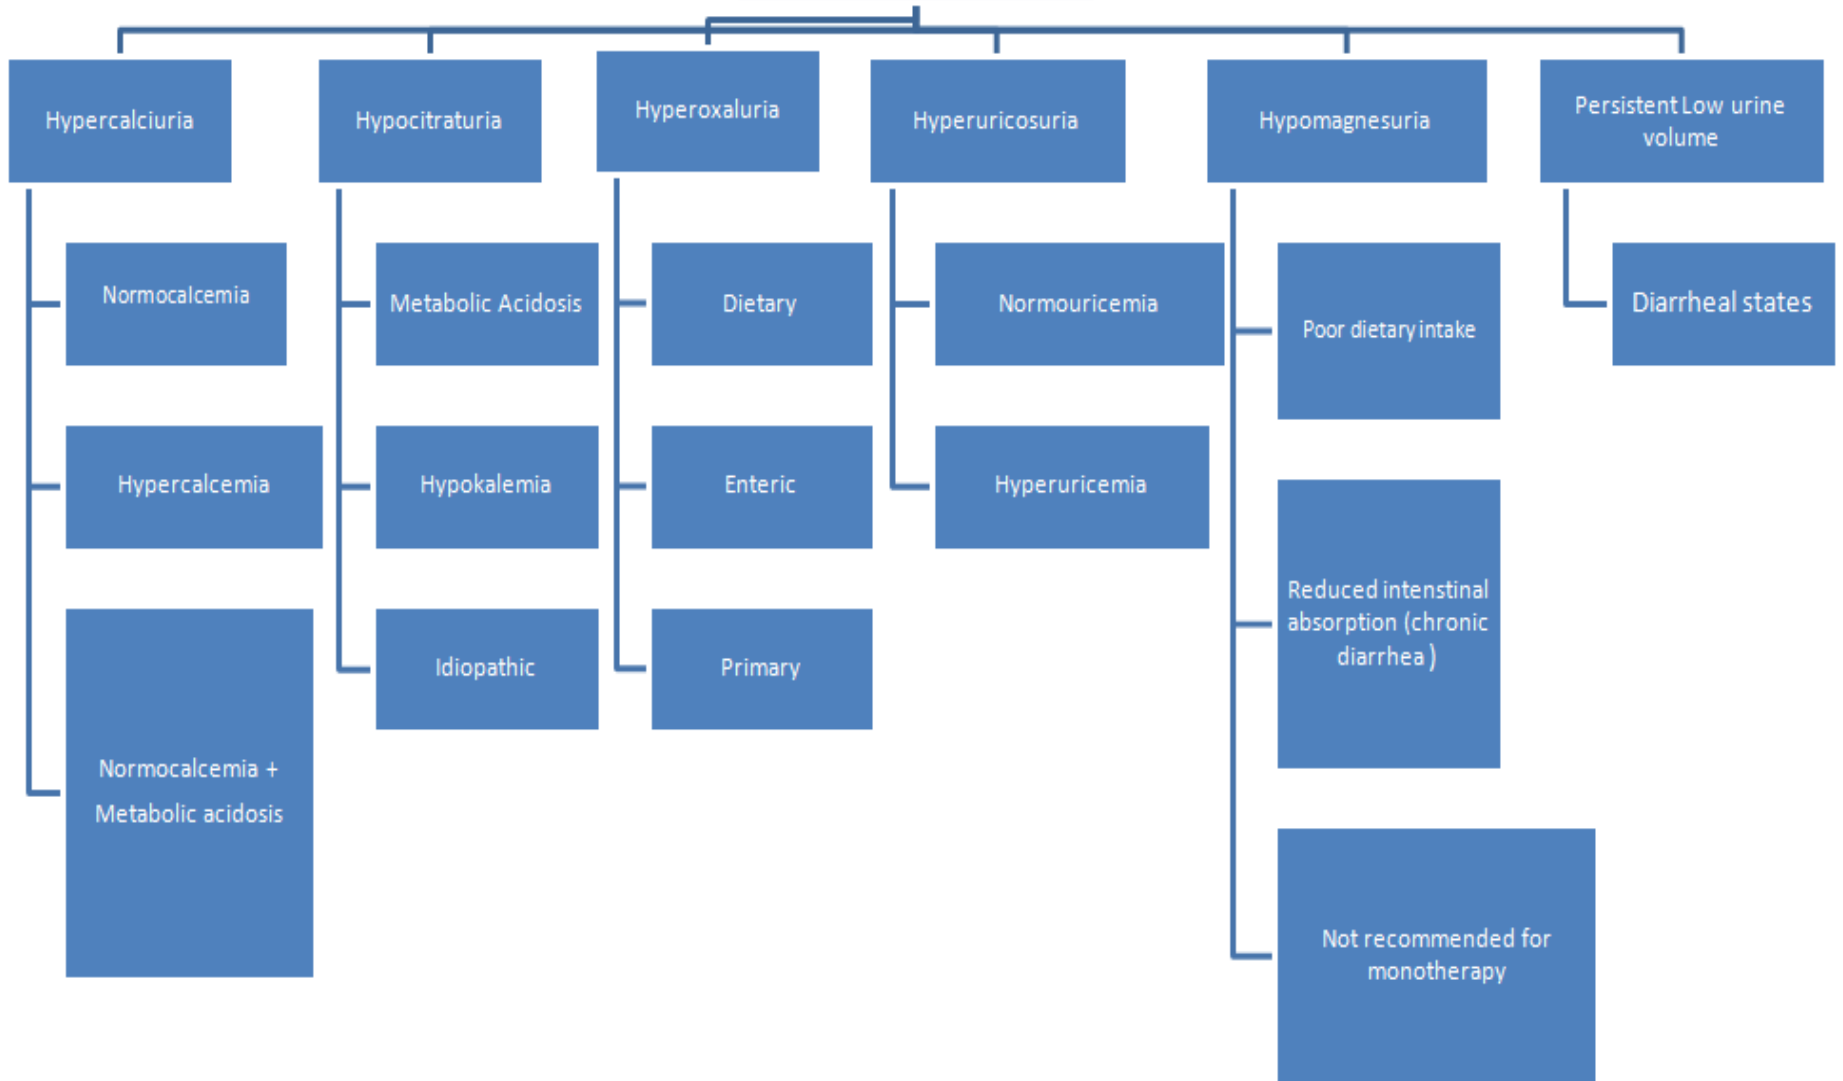 Hypercalciuria
Hypocitraturia
Hyperoxaluria
Hyperuricosuria
Hypomagnesuria
Persistent Low urine
volume
Normocalcemia
Hypercalcemia
Normocalcemia +
Metabolic acidosis
Metabolic Acidosis
Hypokalemia
Idiopathic
Dietary
Enteric
Primary
Normouricemia
Hyperuricemia
Poor dietary intake
Reduced intenstinal
absorption (chronic
diarrhea )
Not recommended for
monotherapy
Diarrheal states